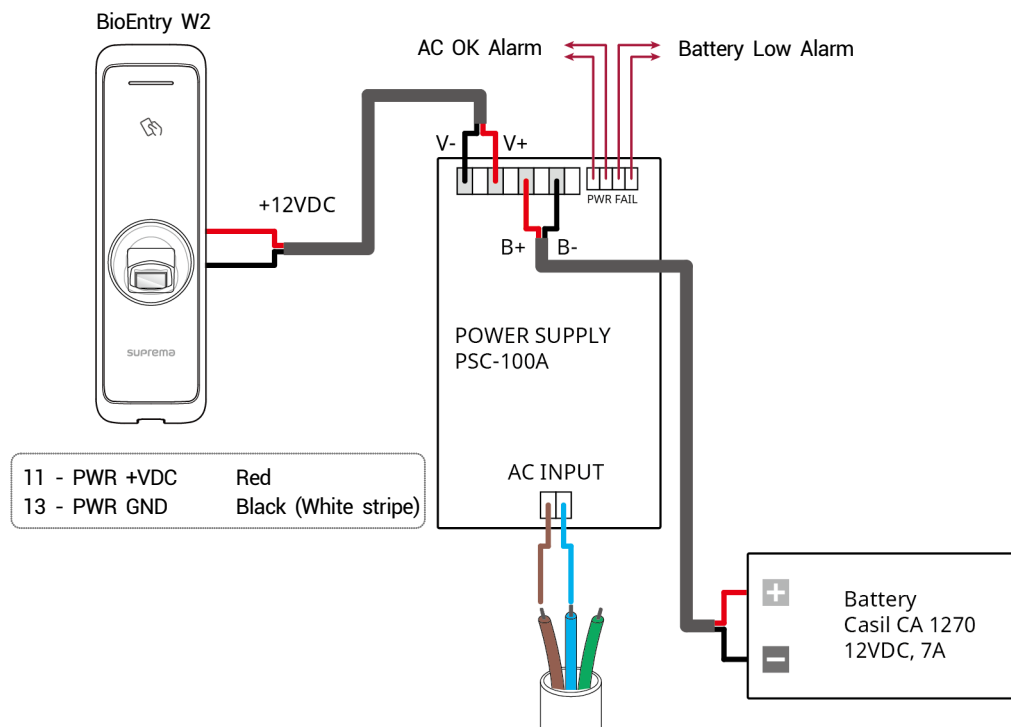 BioEntry W2
AC OK Alarm
Battery Low Alarm
V-
V+
PWR FAIL
+12VDC
B+
B-
POWER SUPPLY
PSC-100A
suprema
11 - PWR +VDC Red
13 - PWR GND Black (White stripe)
AC INPUT
+
Battery
Casil CA 1270
12VDC, 7A
-